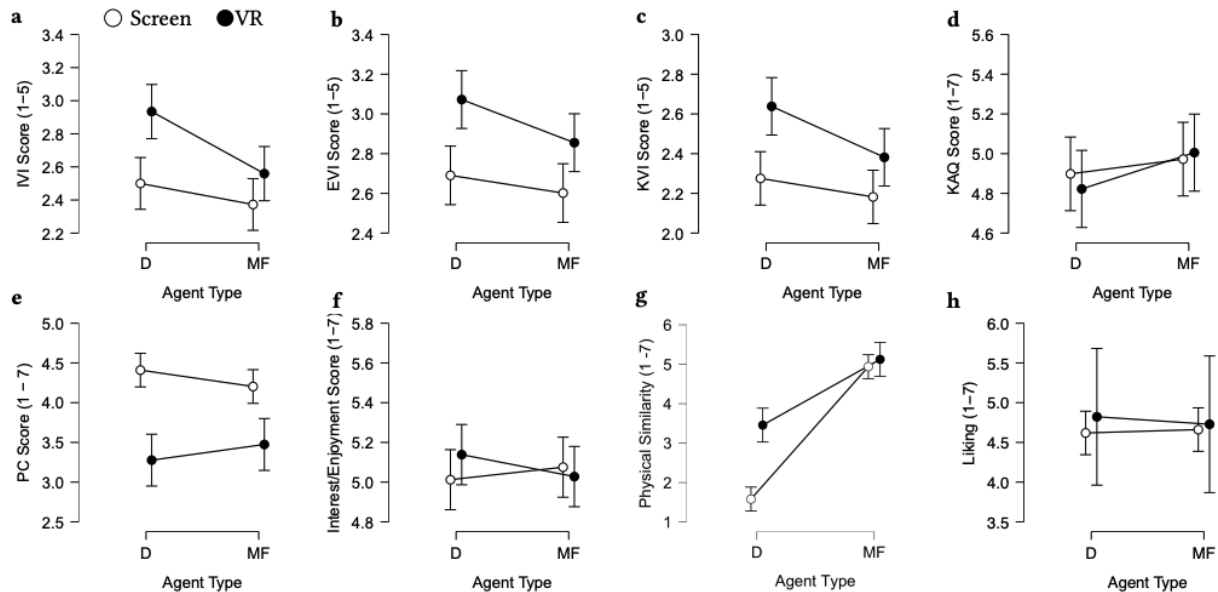 a
Screen
VR
IVI Score (1−5)
3.4
3.2
3.0
2.8
2.6
2.4
2.2
D
MF
Agent Type
b
EVI Score (1−5)
3.4
3.2
3.0
2.8
2.6
2.4
D
MF
Agent Type
c
KVI Score (1−5)
3.0
2.8
2.6
2.4
2.2
2.0
D
MF
Agent Type
d
KAQ Score (1−7)
5.6
5.4
5.2
5.0
4.8
4.6
D
MF
Agent Type
e
PC Score (1 – 7)
5.0
4.5
4.0
3.5
3.0
2.5
D
MF
Agent Type
f
Interest/Enjoyment Score (1−7)
5.8
5.6
5.4
5.2
5.0
4.8
D
MF
Agent Type
g
Physical Similarity (1 -7)
6
5
4
3
2
1
D
MF
Agent Type
h
Liking (1−7)
6.0
5.5
5.0
4.5
4.0
3.5
D
MF
Agent Type